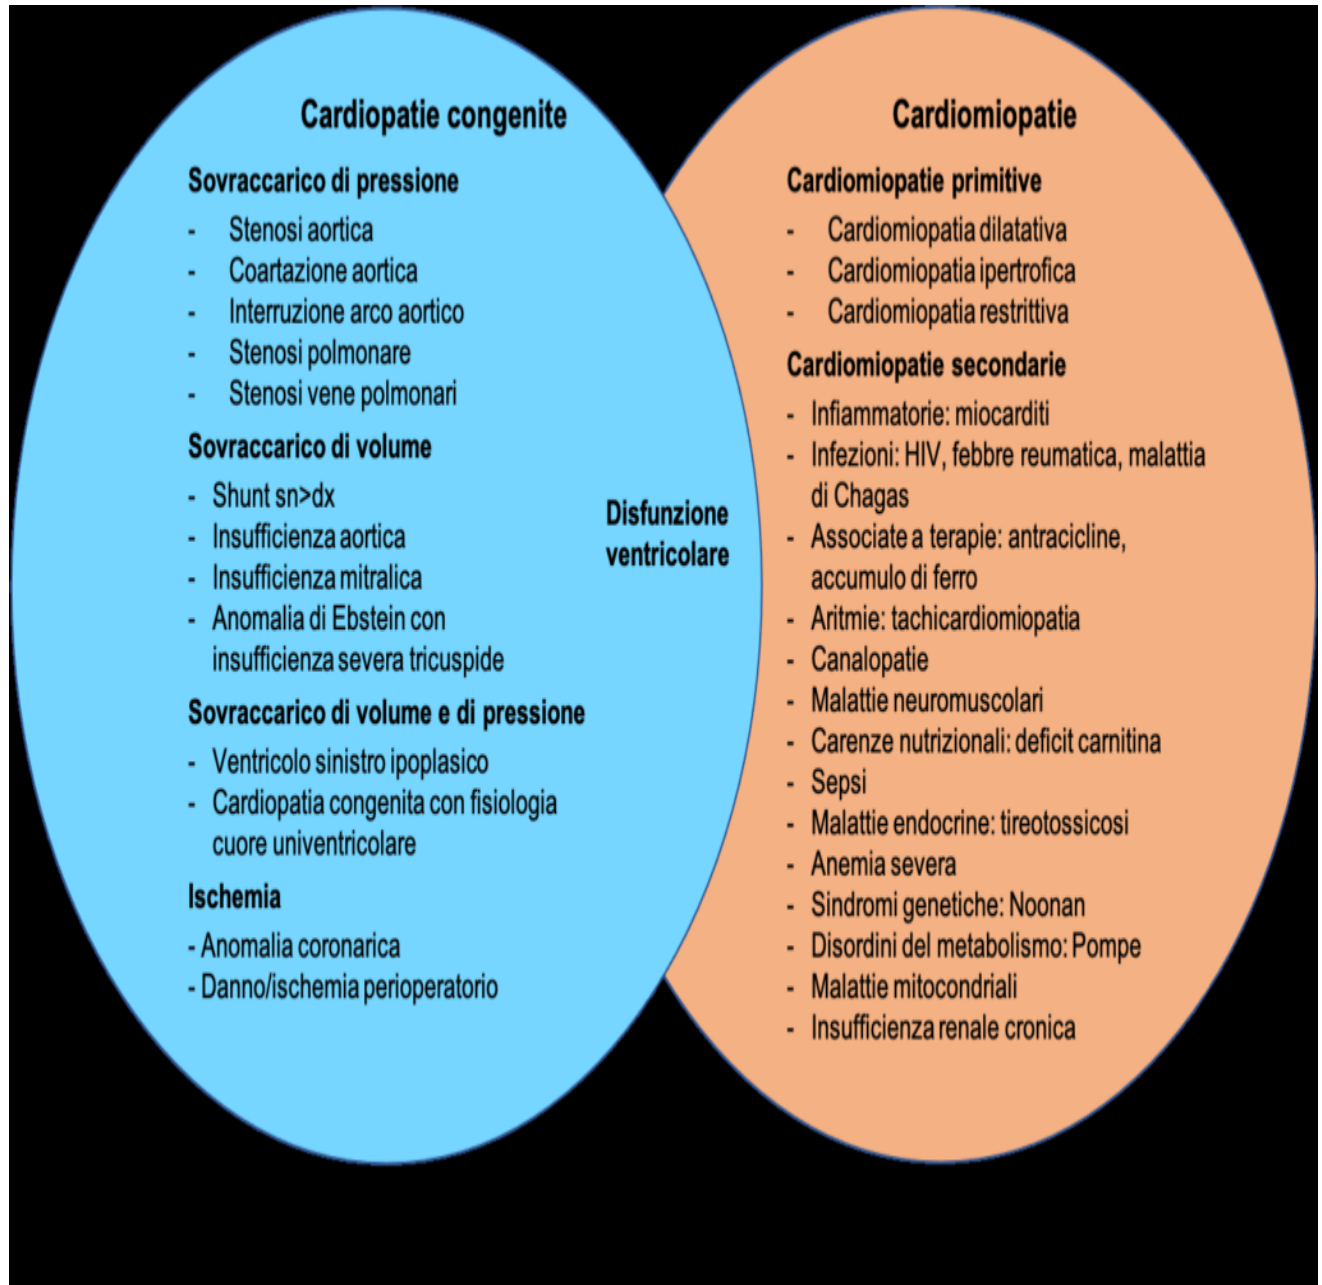 Cardiopatie congenite
Sovraccarico di pressione
- Stenosi aortica
- Coartazione aortica
- Interruzione arco aortico
- Stenosi polmonare
- Stenosi vene polmonari
Sovraccarico di volume
- Shunt sn>dx
- Insufficienza aortica
- Insufficienza mitralica
- Anomalia di Ebstein con
insufficienza severa tricuspide
Sovraccarico di volume e di pressione
- Ventricolo sinistro ipoplasico
- Cardiopatia congenita con fisiologia
cuore univentricolare
Ischemia
- Anomalia coronarica
- Danno/ischemia perioperatorio
Disfunzione
ventricolare
Cardiomiopatie
Cardiomiopatie primitive
- Cardiomiopatia dilatativa
- Cardiomiopatia ipertrofica
- Cardiomiopatia restrittiva
Cardiomiopatie secondarie
- Infiammatorie: miocarditi
- Infezioni: HIV, febbre reumatica, malattia
di Chagas
- Associate a terapie: antracicline,
accumulo di ferro
- Aritmie: tachicardiomiopatia
- Canalopatie
- Malattie neuromuscolari
- Carenze nutrizionali: deficit carnitina
- Sepsi
- Malattie endocrine: tireotossicosi
- Anemia severa
- Sindromi genetiche: Noonan
- Disordini del metabolismo: Pompe
- Malattie mitocondriali
- Insufficienza renale cronica